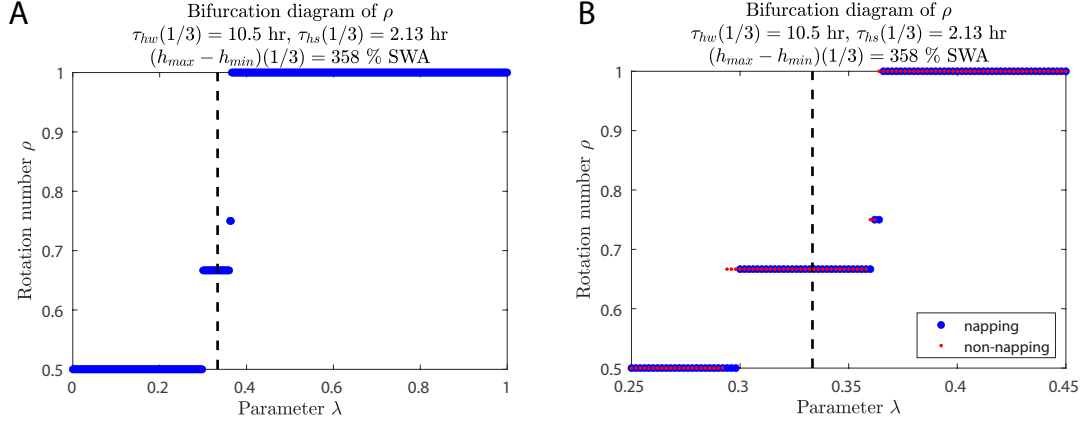 A
Bifurcation diagram of ρ
τhw(1/3) = 10.5 hr, τhs(1/3) = 2.13 hr
(hmax − hmin)(1/3) = 358 % SWA
1
0.9
0.8
0.7
0.6
0.5
Rotation number ρ
0 0.2 0.4 0.6 0.8 1
Parameter λ
B
Bifurcation diagram of ρ
τhw(1/3) = 10.5 hr, τhs(1/3) = 2.13 hr
(hmax − hmin)(1/3) = 358 % SWA
1
0.9
0.8
0.7
0.6
0.5
Rotation number ρ
napping
non-napping
0.25 0.3 0.35 0.4 0.45
Parameter λ